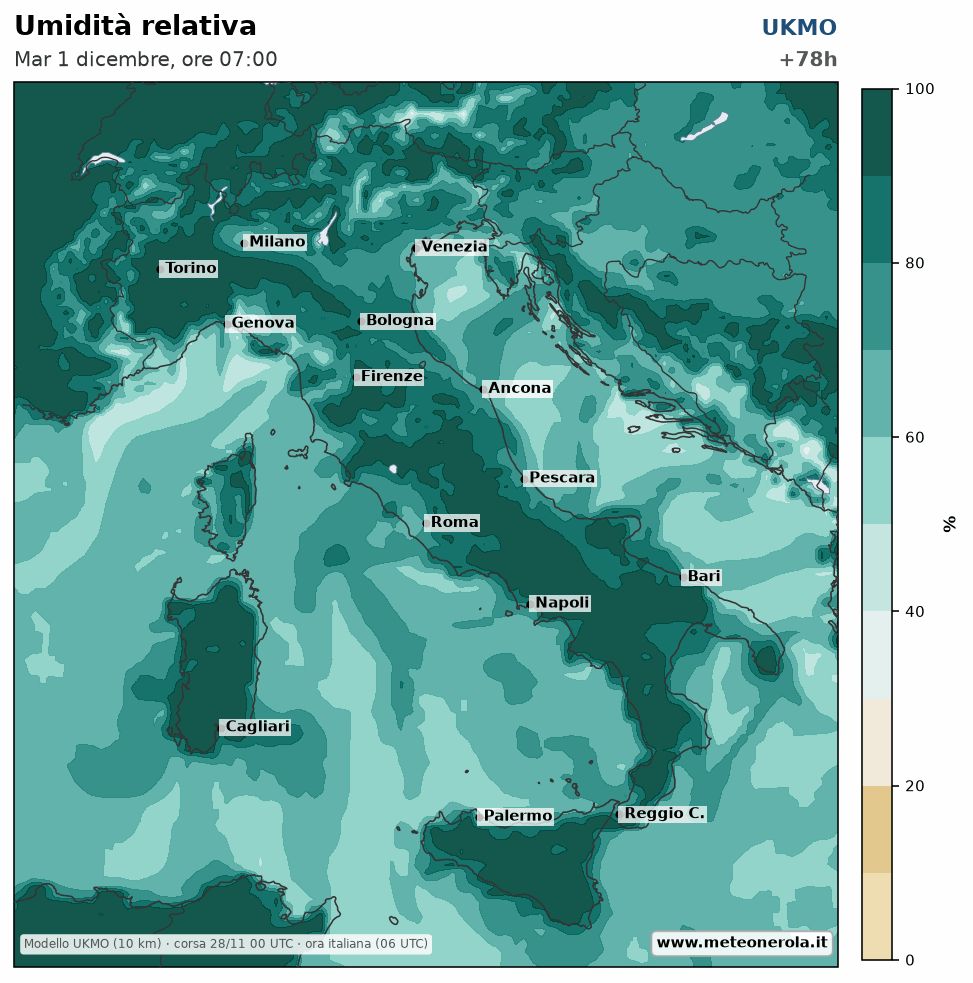 Umidità relativa
UKMO
Mar 1 dicembre, ore 07:00
+78h
100
80
60
40
20
0
%
Milano
Venezia
Torino
Genova
Bologna
Firenze
Ancona
Pescara
Roma
Bari
Napoli
Cagliari
Palermo
Reggio C.
Modello UKMO (10 km) · corsa 28/11 00 UTC · ora italiana (06 UTC)
www.meteonerola.it